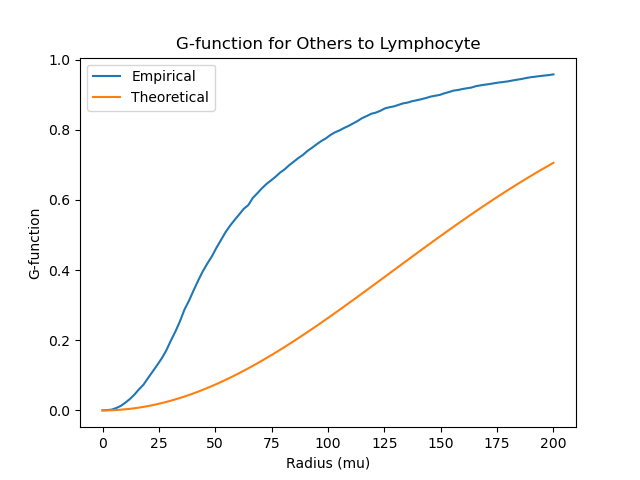 G-function for Others to Lymphocyte
Empirical
Theoretical
1.0
0.8
0.6
0.4
0.2
0.0
G-function
0 25 50 75 100 125 150 175 200
Radius (mu)